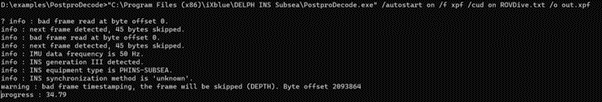 D:\examples\PostproDecode>"C:\Program Files (x86)\iXblue\DELPH INS Subsea\PostproDecode.exe" /autostart on /f xpf /cud on ROVDive.txt /o out.xpf
? info : bad frame read at byte offset 0.
info : next frame detected, 45 bytes skipped.
info : bad frame read at byte offset 0.
info : next frame detected, 45 bytes skipped.
info : IMU data frequency is 50 Hz.
info : INS generation III detected.
info : INS equipment type is PHINS-SUBSEA.
info : INS synchronization method is 'unknown'.
warning : bad frame timestamping, the frame will be skipped (DEPTH). Byte offset 2093864
progress : 34.79